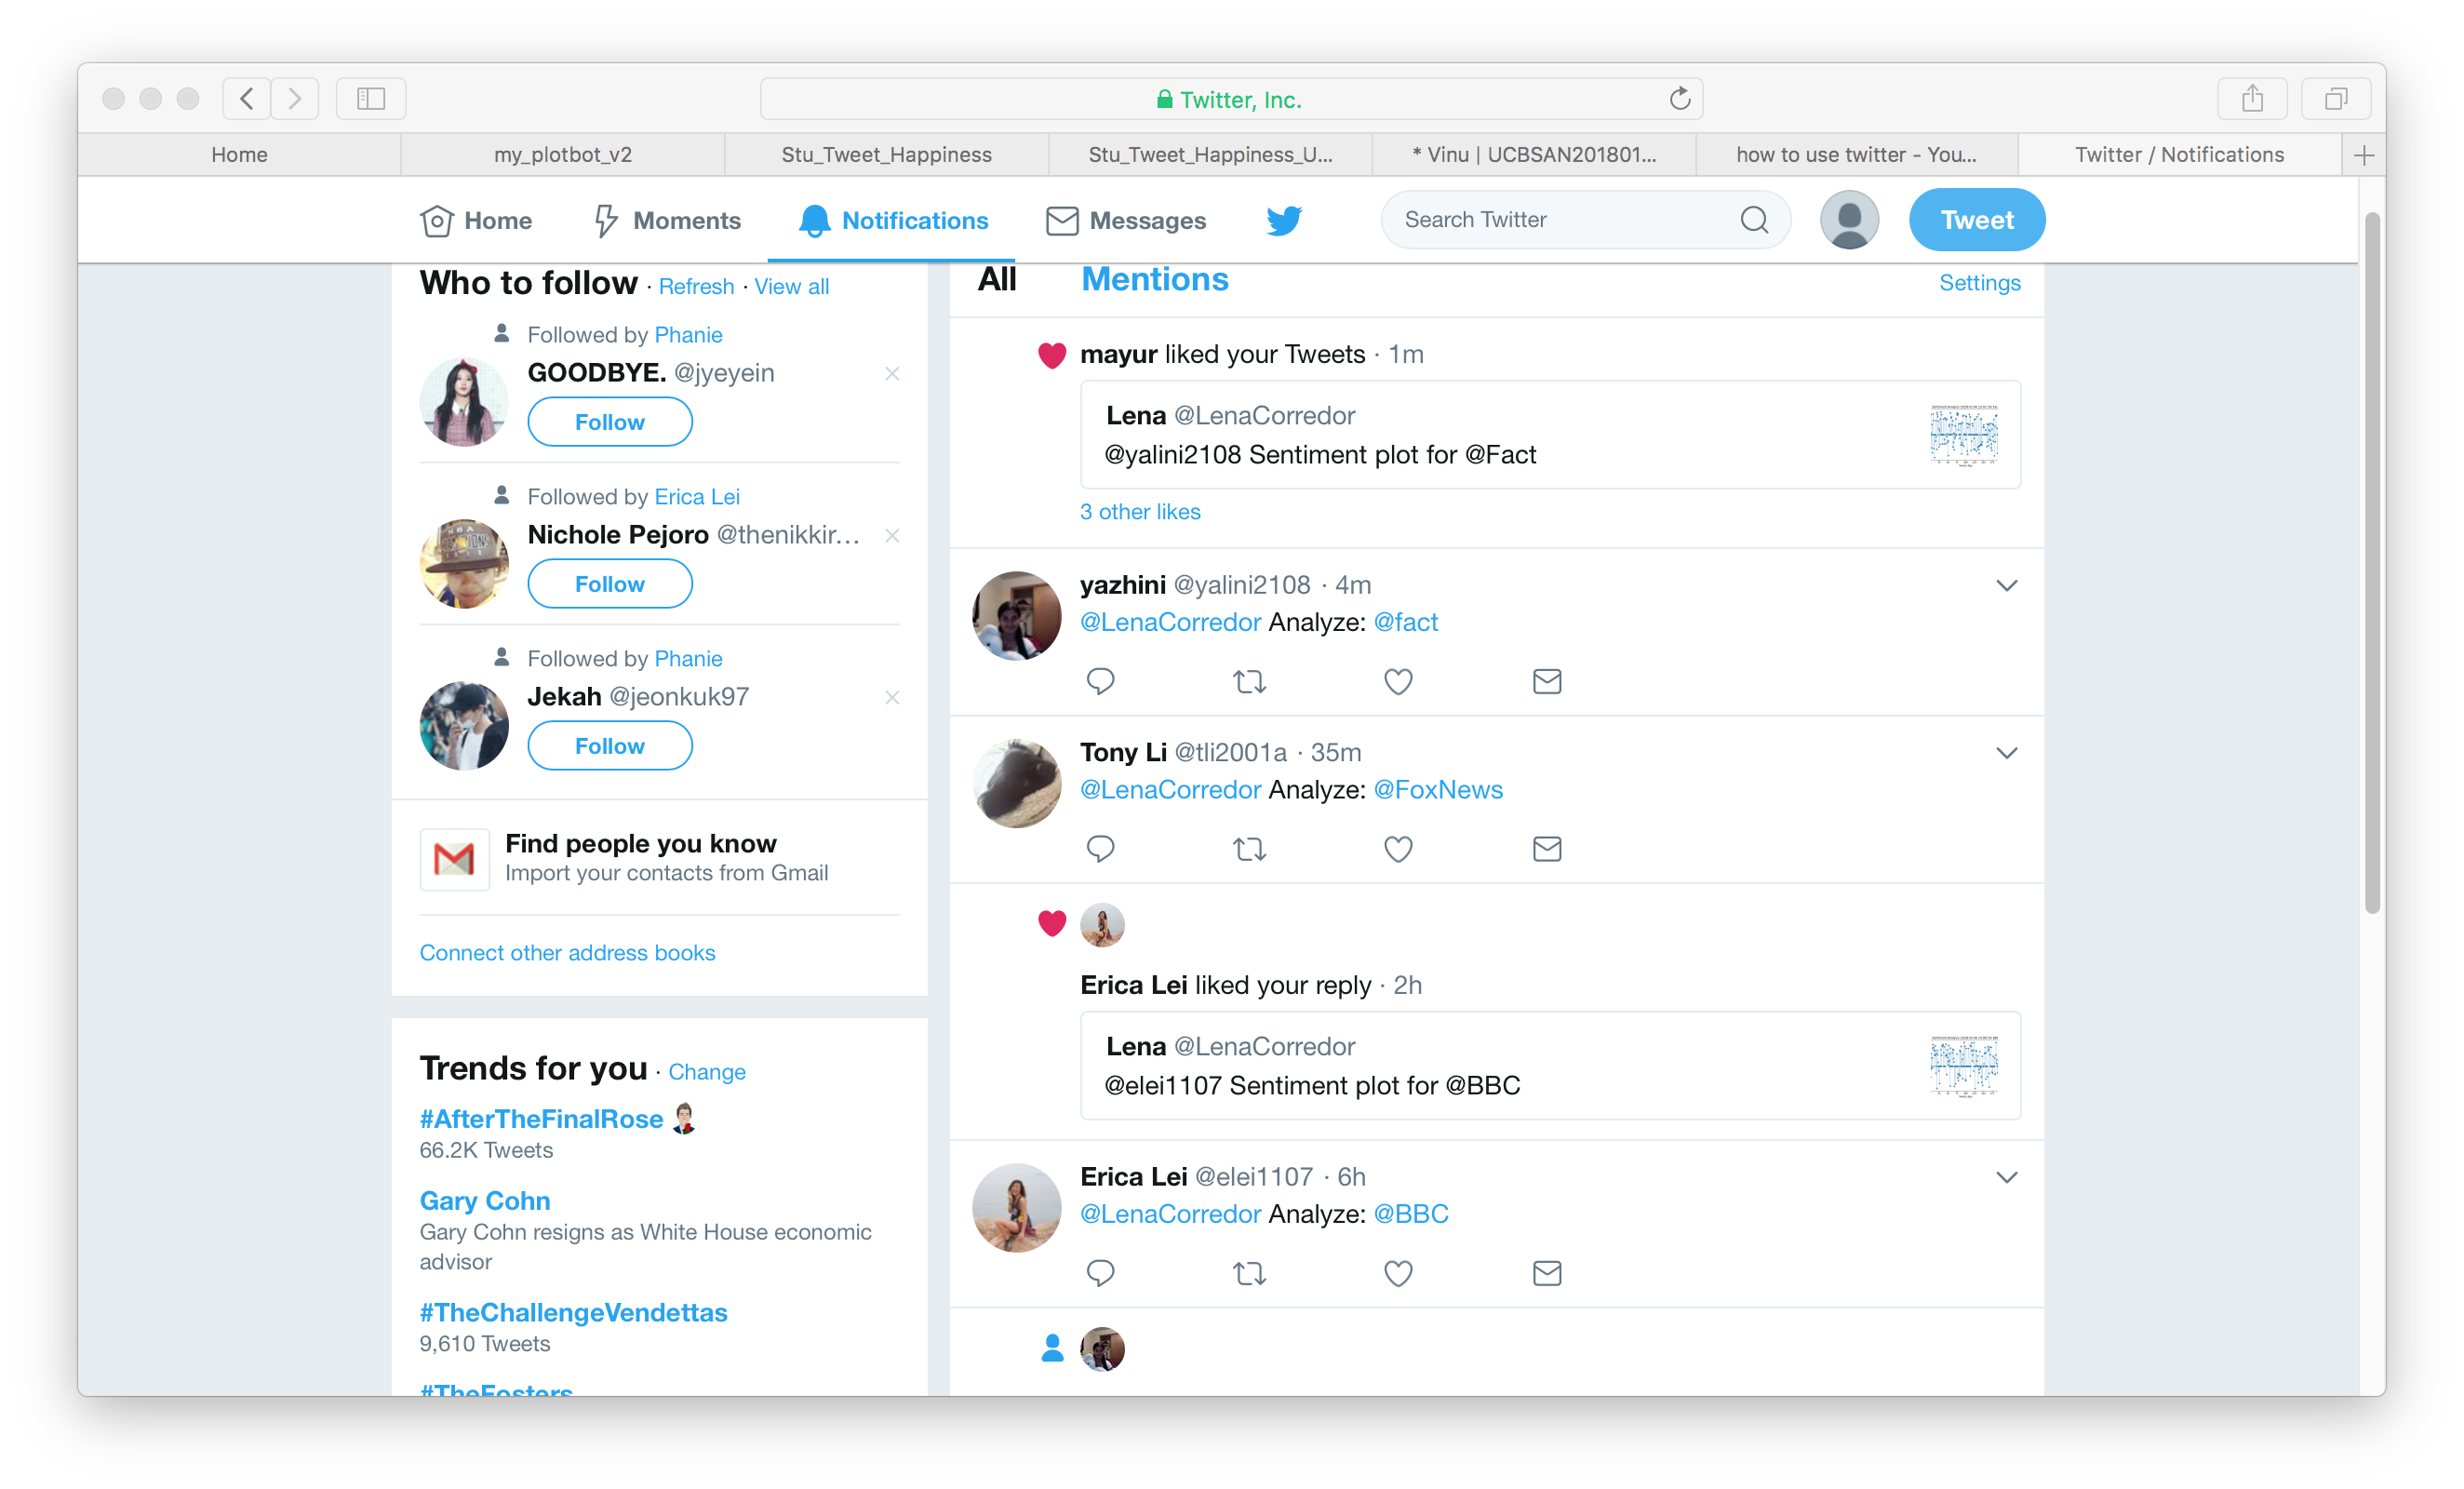 Twitter, Inc.
Home
my_plotbot_v2
Stu_Tweet_Happiness
Stu_Tweet_Happiness_U...
* Vinu | UCBSAN201801...
how to use twitter - You...
Twitter / Notifications
Home
Moments
Notifications
Messages
Search Twitter
Tweet
Who to follow · Refresh · View all
Followed by Phanie
GOODBYE. @jyeyein
Follow
Followed by Erica Lei
Nichole Pejoro @thenikkir...
Follow
Followed by Phanie
Jekah @jeonkuk97
Follow
Find people you know
Import your contacts from Gmail
Connect other address books
Trends for you · Change
#AfterTheFinalRose
66.2K Tweets
Gary Cohn
Gary Cohn resigns as White House economic
advisor
#TheChallengeVendettas
9,610 Tweets
#TheFosters
All
Mentions
Settings
mayur liked your Tweets · 1m
Lena @LenaCorredor
@yalini2108 Sentiment plot for @Fact
3 other likes
yazhini @yalini2108 · 4m
@LenaCorredor Analyze: @fact
Tony Li @tli2001a · 35m
@LenaCorredor Analyze: @FoxNews
Erica Lei liked your reply · 2h
Lena @LenaCorredor
@elei1107 Sentiment plot for @BBC
Erica Lei @elei1107 · 6h
@LenaCorredor Analyze: @BBC